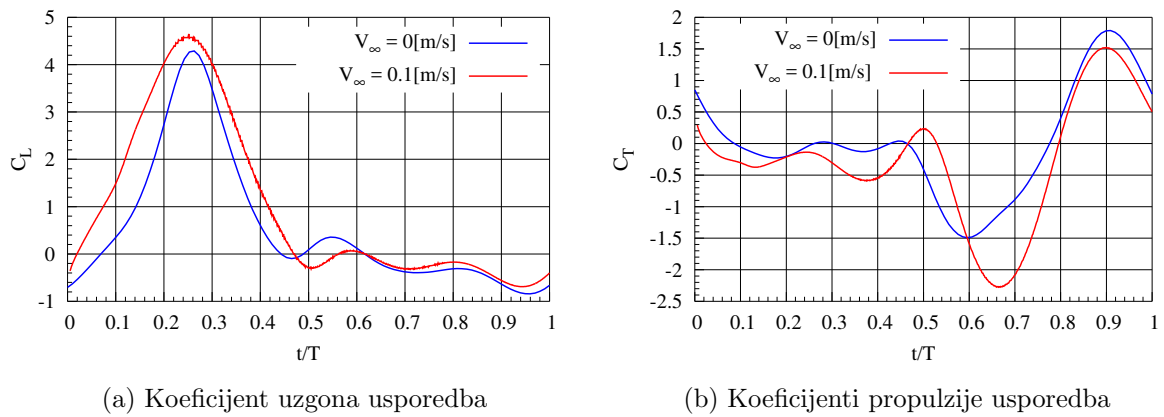 5
4
3
2
1
0
-1
C_L
V_∞ = 0[m/s]
V_∞ = 0.1[m/s]
0 0.1 0.2 0.3 0.4 0.5 0.6 0.7 0.8 0.9 1
t/T
(a) Koeficijent uzgona usporedba
2
1.5
1
0.5
0
-0.5
-1
-1.5
-2
-2.5
C_T
V_∞ = 0[m/s]
V_∞ = 0.1[m/s]
0 0.1 0.2 0.3 0.4 0.5 0.6 0.7 0.8 0.9 1
t/T
(b) Koeficijenti propulzije usporedba